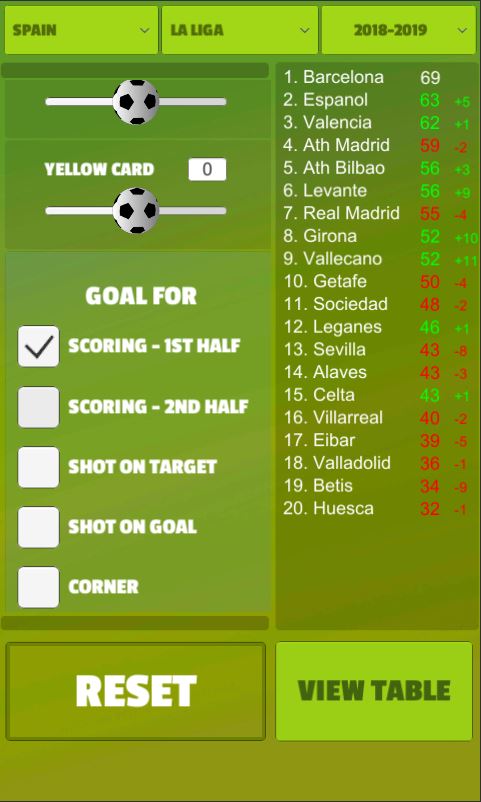 SPAIN LA LIGA 2018-2019
YELLOW CARD 0
GOAL FOR
SCORING - 1ST HALF
SCORING - 2ND HALF
SHOT ON TARGET
SHOT ON GOAL
CORNER
1. Barcelona 69
2. Espanol 63 +5
3. Valencia 62 +1
4. Ath Madrid 59 -2
5. Ath Bilbao 56 +3
6. Levante 56 +9
7. Real Madrid 55 -4
8. Girona 52 +10
9. Vallecano 52 +11
10. Getafe 50 -4
11. Sociedad 48 -2
12. Leganes 46 +1
13. Sevilla 43 -8
14. Alaves 43 -3
15. Celta 43 +1
16. Villarreal 40 -2
17. Eibar 39 -5
18. Valladolid 36 -1
19. Betis 34 -9
20. Huesca 32 -1
RESET
VIEW TABLE